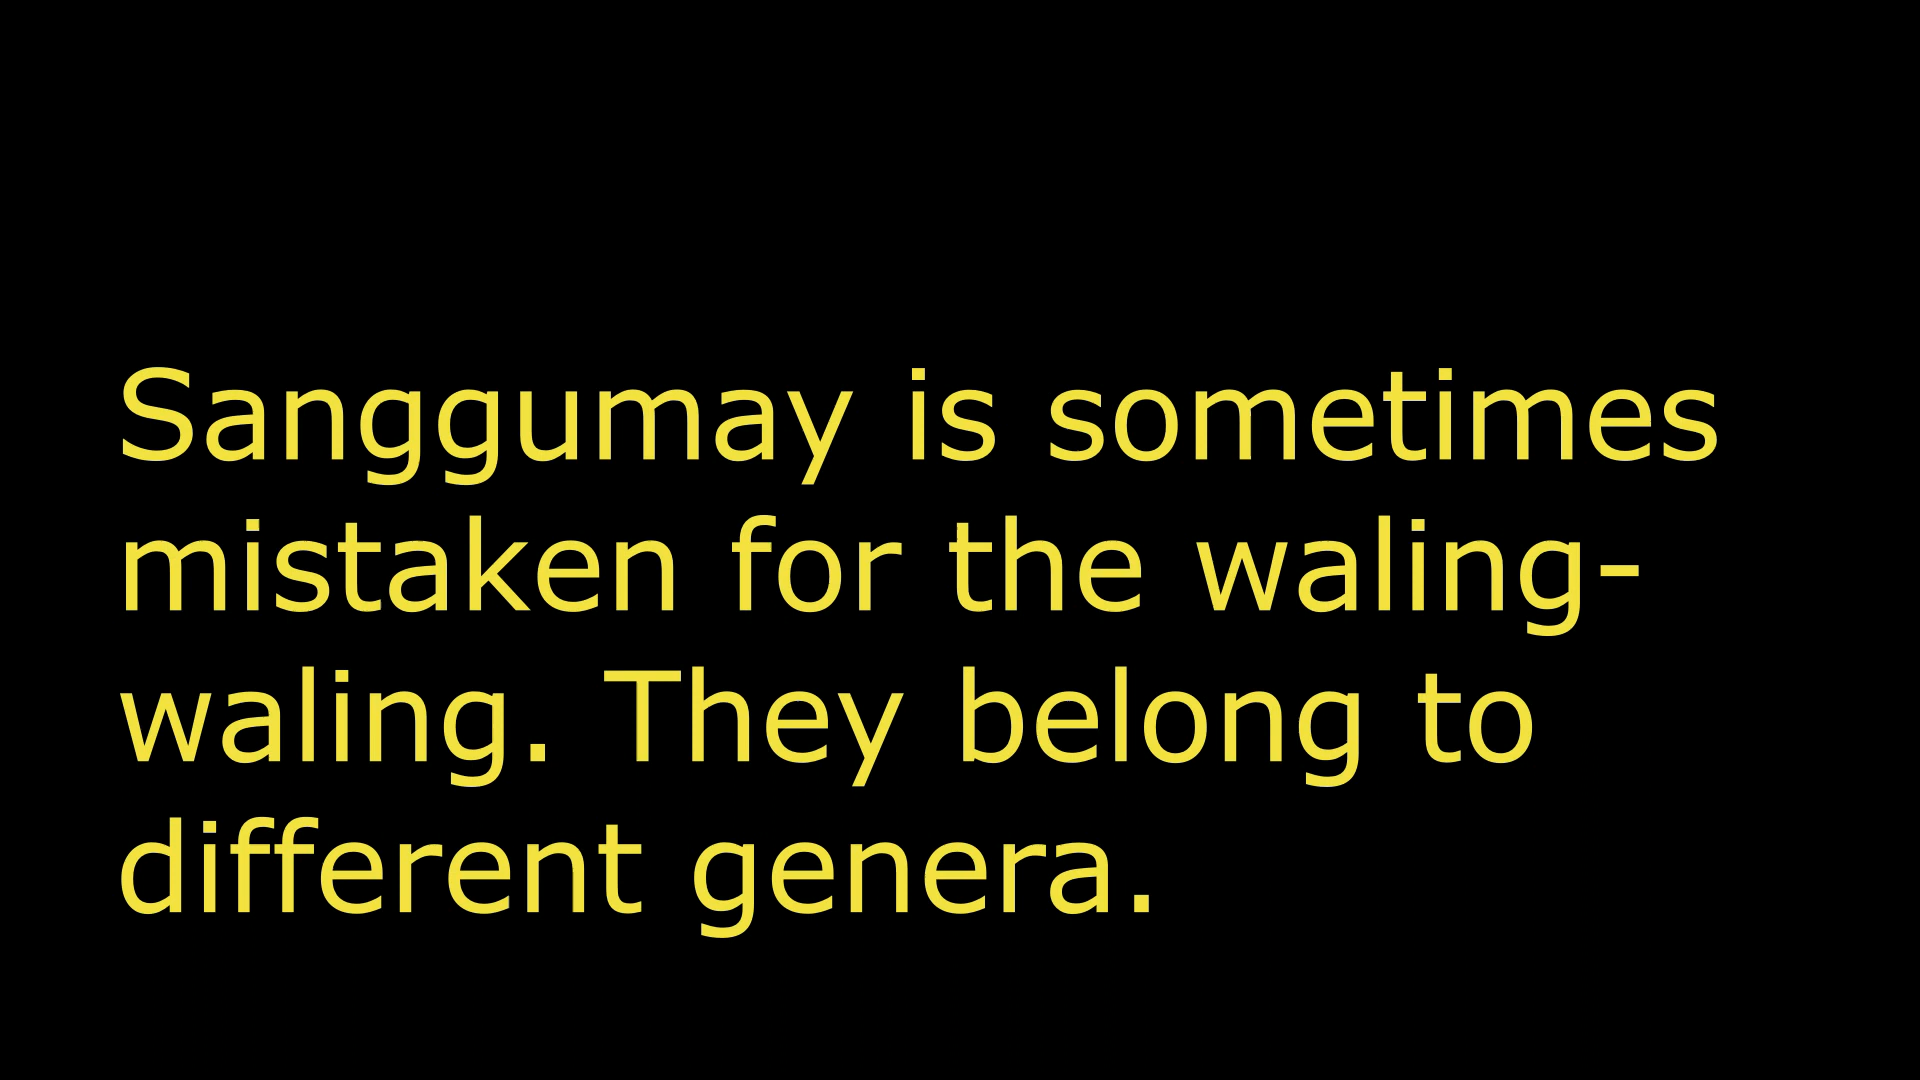 Sanggumay is sometimes
mistaken for the waling-
waling. They belong to
different genera.